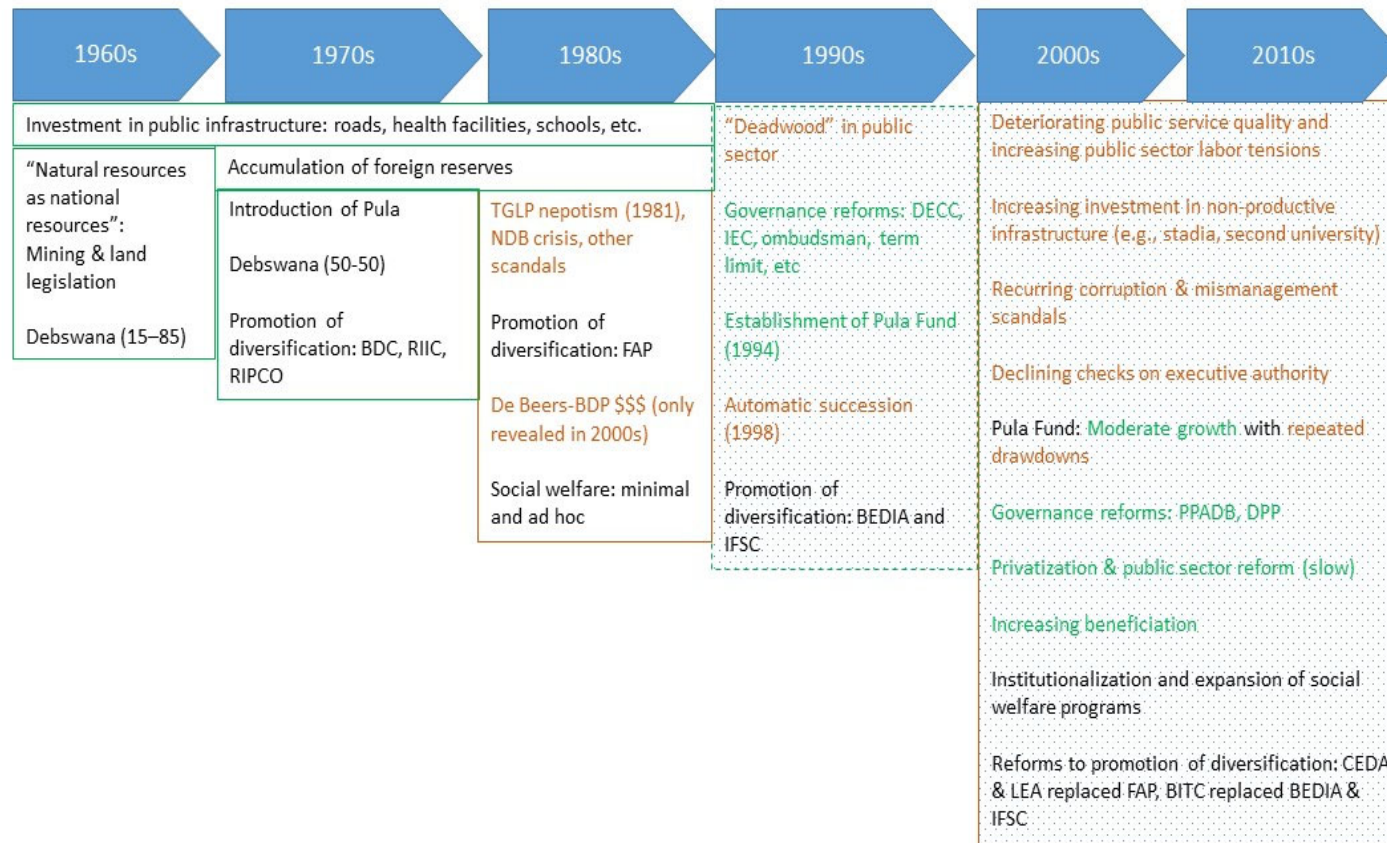 1960s
1970s
1980s
1990s
2000s
2010s
Investment in public infrastructure: roads, health facilities, schools, etc.
Accumulation of foreign reserves
“Natural resources
as national
resources”:
Mining & land
legislation
Debswana (15–85)
Introduction of Pula
Debswana (50-50)
Promotion of
diversification: BDC, RIIC,
RIPCO
TGLP nepotism (1981),
NDB crisis, other
scandals
Promotion of
diversification: FAP
De Beers-BDP $$$ (only
revealed in 2000s)
Social welfare: minimal
and ad hoc
“Deadwood” in public
sector
Governance reforms: DECC,
IEC, ombudsman, term
limit, etc
Establishment of Pula Fund
(1994)
Automatic succession
(1998)
Promotion of
diversification: BEDIA and
IFSC
Deteriorating public service quality and
increasing public sector labor tensions
Increasing investment in non-productive
infrastructure (e.g., stadia, second university)
Recurring corruption & mismanagement
scandals
Declining checks on executive authority
Pula Fund: Moderate growth with repeated
drawdowns
Governance reforms: PPADB, DPP
Privatization & public sector reform (slow)
Increasing beneficiation
Institutionalization and expansion of social
welfare programs
Reforms to promotion of diversification: CEDA
& LEA replaced FAP, BITC replaced BEDIA &
IFSC